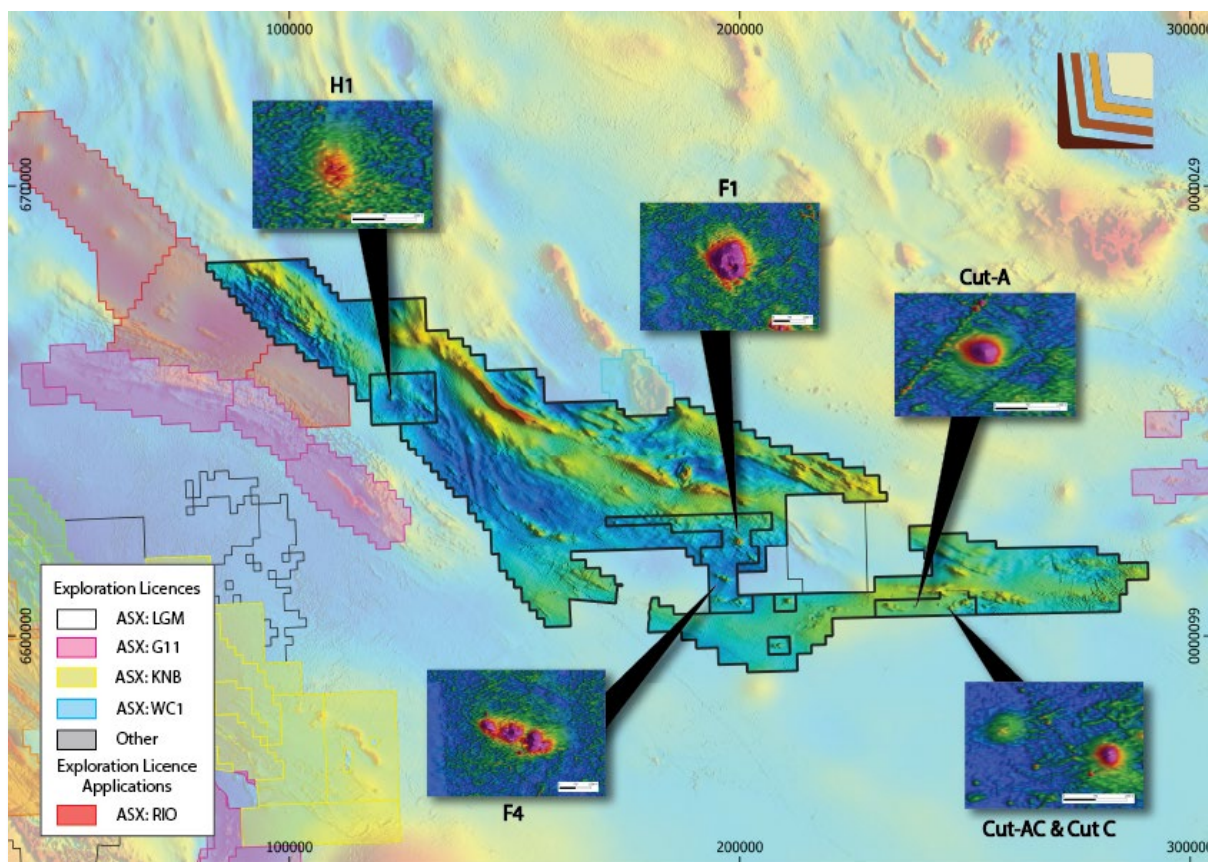 100000
200000
300000
H1
F1
Cut-A
6700000
6700000
Exploration Licences
ASX: LGM
ASX: G11
ASX: KNB
ASX: WC1
Other
Exploration Licence
Applications
ASX: RIO
6600000
6600000
F4
Cut-AC & Cut C
100000
200000
300000